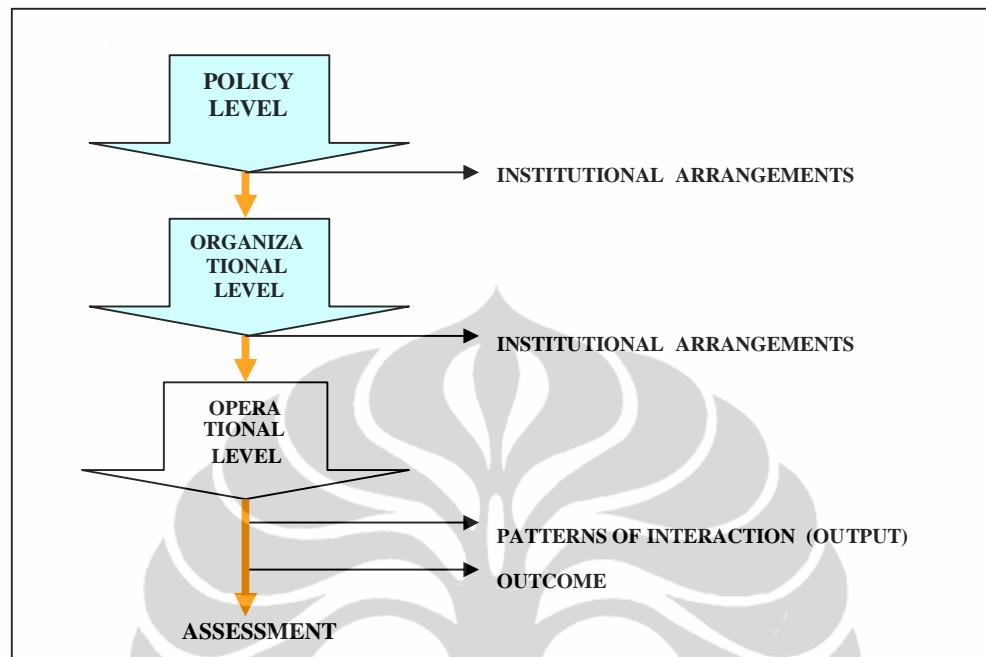 POLICY
LEVEL
INSTITUTIONAL ARRANGEMENTS
ORGANIZA
TIONAL
LEVEL
INSTITUTIONAL ARRANGEMENTS
OPERA
TIONAL
LEVEL
PATTERNS OF INTERACTION (OUTPUT)
OUTCOME
ASSESSMENT